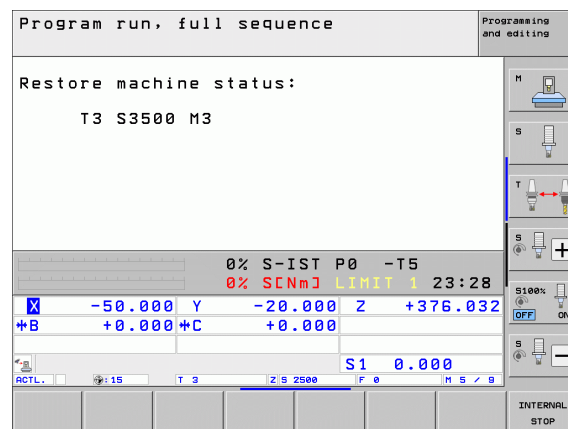 Program run, full sequence
Programming
and editing
Restore machine status:
T3 S3500 M3
M
S
T
S
S100%
OFF ON
S
0% S-IST P0 -T5
0% S[Nm] LIMIT 1 23:28
X -50.000 Y -20.000 Z +376.032
B +0.000 C +0.000
S1 0.000
ACTL. :15 T 3 Z S 2500 F 0 M 5 / 9
INTERNAL
STOP